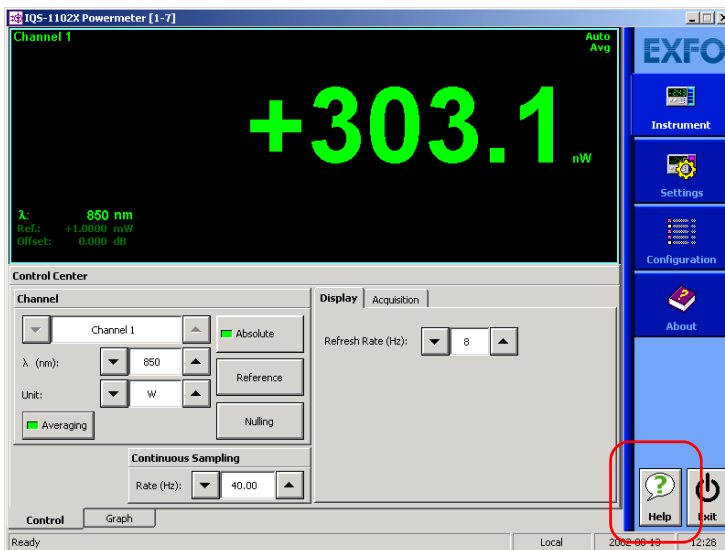 IQS-1102X Powermeter [1-7]
Channel 1
Auto
Avg
+303.1 nW
λ: 850 nm
Ref.: +1.0000 mW
Offset: 0.000 dB
EXFO
Instrument
Settings
Configuration
About
Control Center
Channel
Channel 1
Absolute
λ (nm): 850
Reference
Unit: W
Averaging
Nulling
Continuous Sampling
Rate (Hz): 40.00
Display Acquisition
Refresh Rate (Hz): 8
Help Exit
Control Graph
Ready Local 2002-08-13 12:28